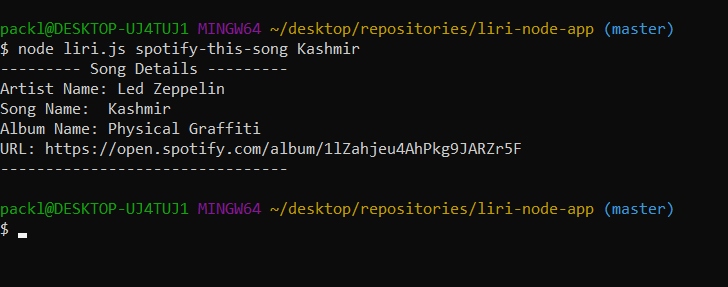 packl@DESKTOP-UJ4TUJ1 MINGW64 ~/desktop/repositories/liri-node-app (master)
$ node liri.js spotify-this-song Kashmir
--------- Song Details ---------
Artist Name: Led Zeppelin
Song Name:  Kashmir
Album Name: Physical Graffiti
URL: https://open.spotify.com/album/1lZahjeu4AhPkg9JARZr5F
--------------------------------
packl@DESKTOP-UJ4TUJ1 MINGW64 ~/desktop/repositories/liri-node-app (master)
$